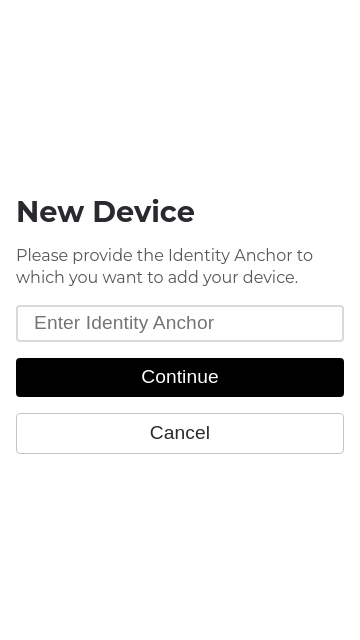 New Device
Please provide the Identity Anchor to
which you want to add your device.
Enter Identity Anchor
Continue
Cancel